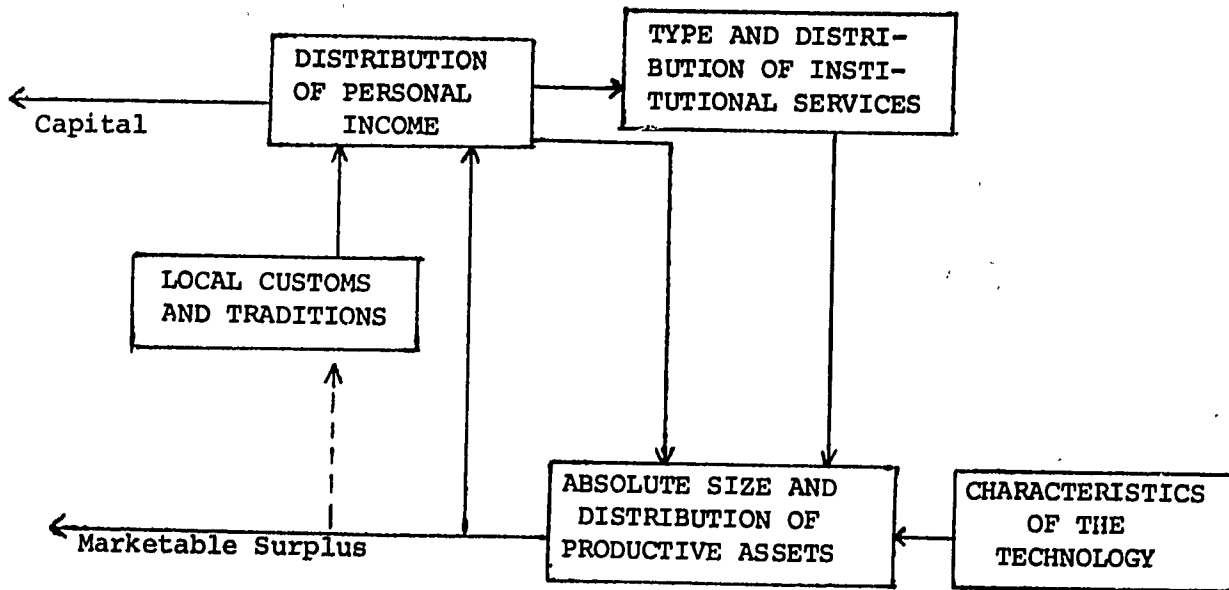 DISTRIBUTION
OF PERSONAL
INCOME
TYPE AND DISTRI-
BUTION OF INSTI-
TUTIONAL SERVICES
Capital
LOCAL CUSTOMS
AND TRADITIONS
ABSOLUTE SIZE AND
DISTRIBUTION OF
PRODUCTIVE ASSETS
CHARACTERISTICS
OF THE
TECHNOLOGY
Marketable Surplus